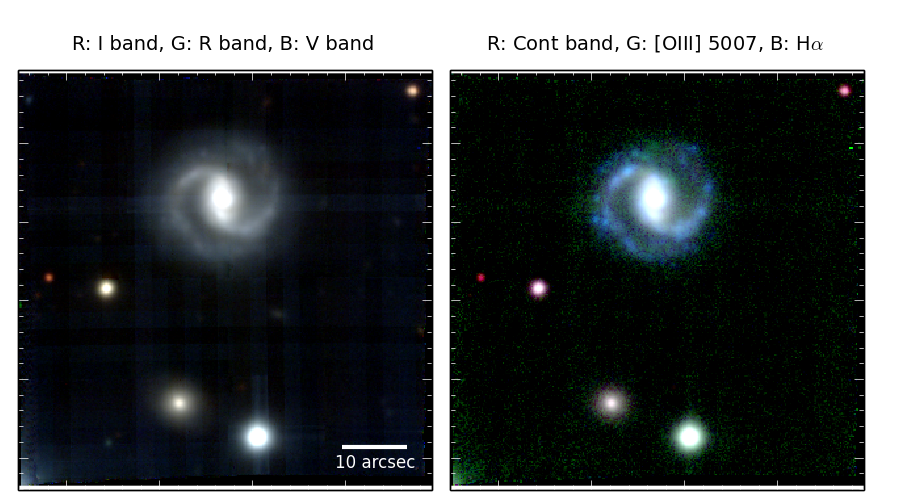 R: I band, G: R band, B: V band
R: Cont band, G: [OIII] 5007, B: Hα
10 arcsec